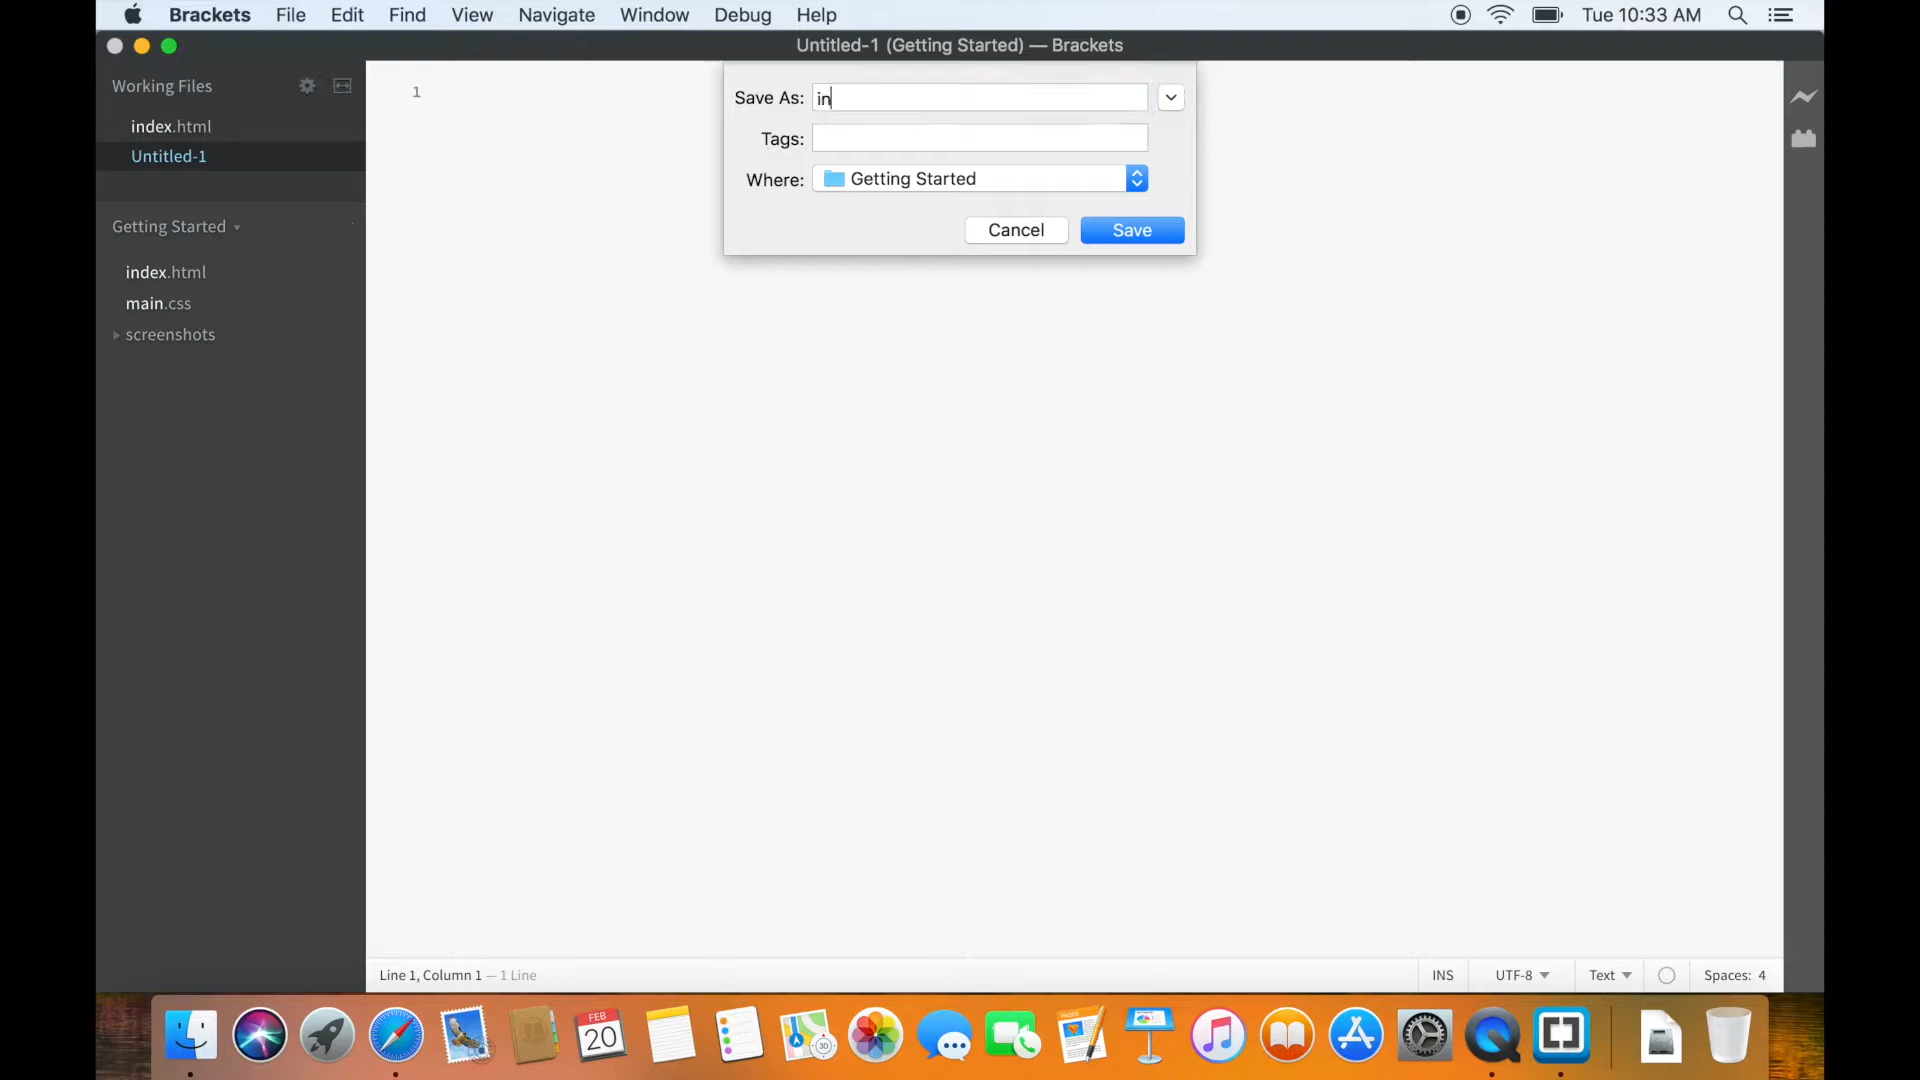 Brackets File Edit Find View Navigate Window Debug Help Tue 10:33 AM
Untitled-1 (Getting Started) — Brackets
Working Files
index.html
Untitled-1
Getting Started
index.html
main.css
screenshots
1
Save As: in
Tags:
Where: Getting Started
Cancel Save
Line 1, Column 1 — 1 Line INS UTF-8 Text Spaces: 4
FEB
20
3D